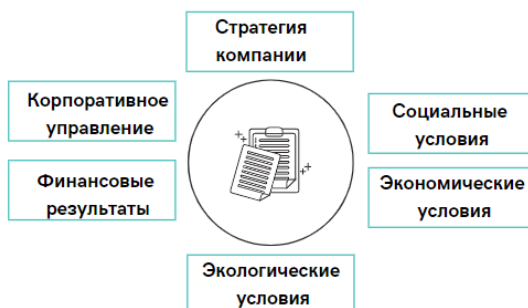 Стратегия
компании
Корпоративное
управление
Социальные
условия
Финансовые
результаты
Экономические
условия
Экологические
условия